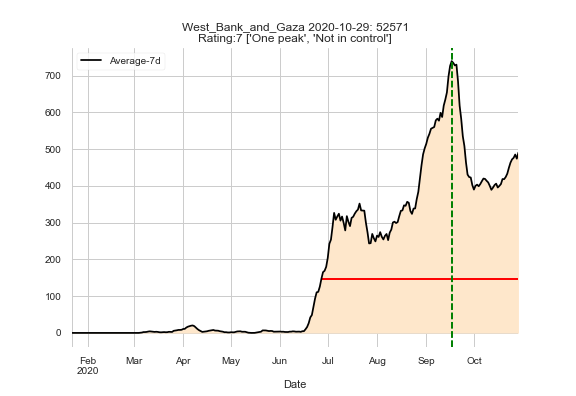 West_Bank_and_Gaza 2020-10-29: 52571
Rating:7 ['One peak', 'Not in control']
Average-7d
700
600
500
400
300
200
100
0
Feb Mar Apr May Jun Jul Aug Sep Oct
2020
Date